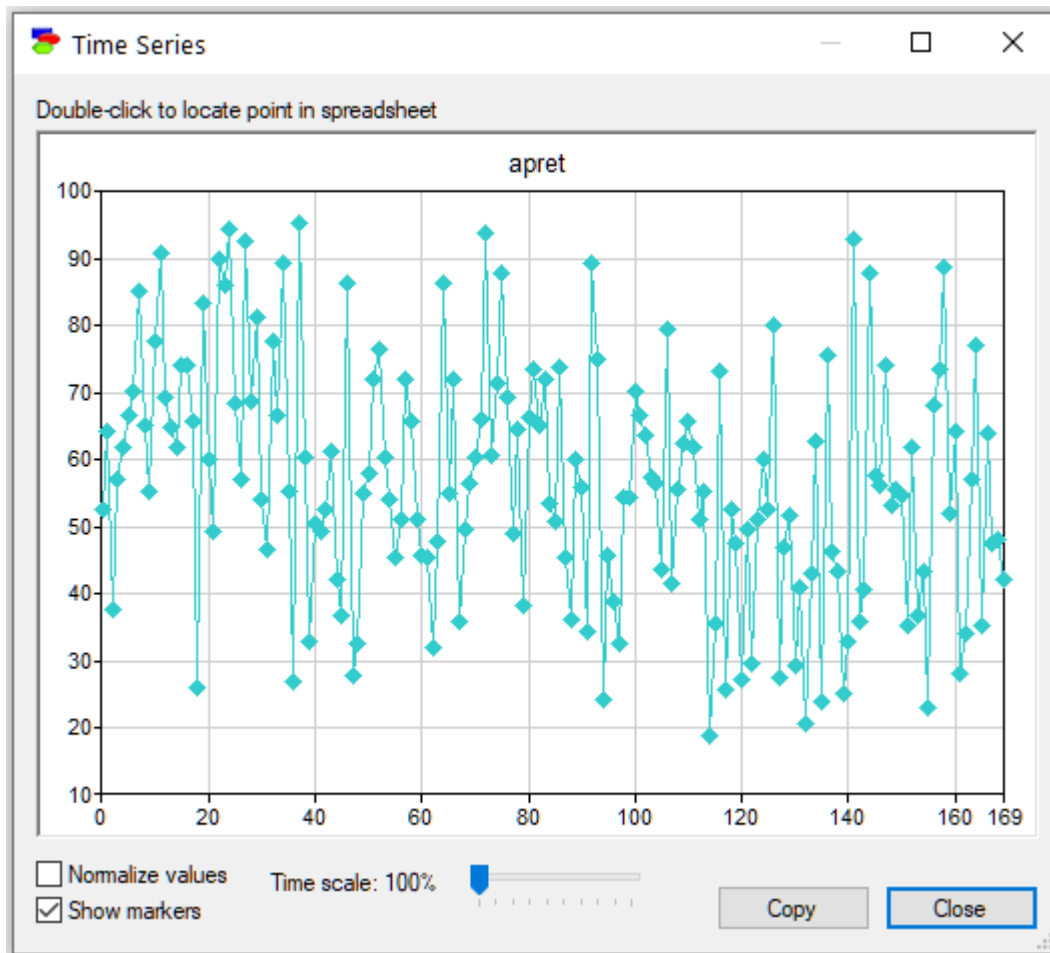 Time Series
Double-click to locate point in spreadsheet
apret
100
90
80
70
60
50
40
30
20
10
0 20 40 60 80 100 120 140 160 169
Normalize values
Time scale: 100%
Show markers
Copy
Close